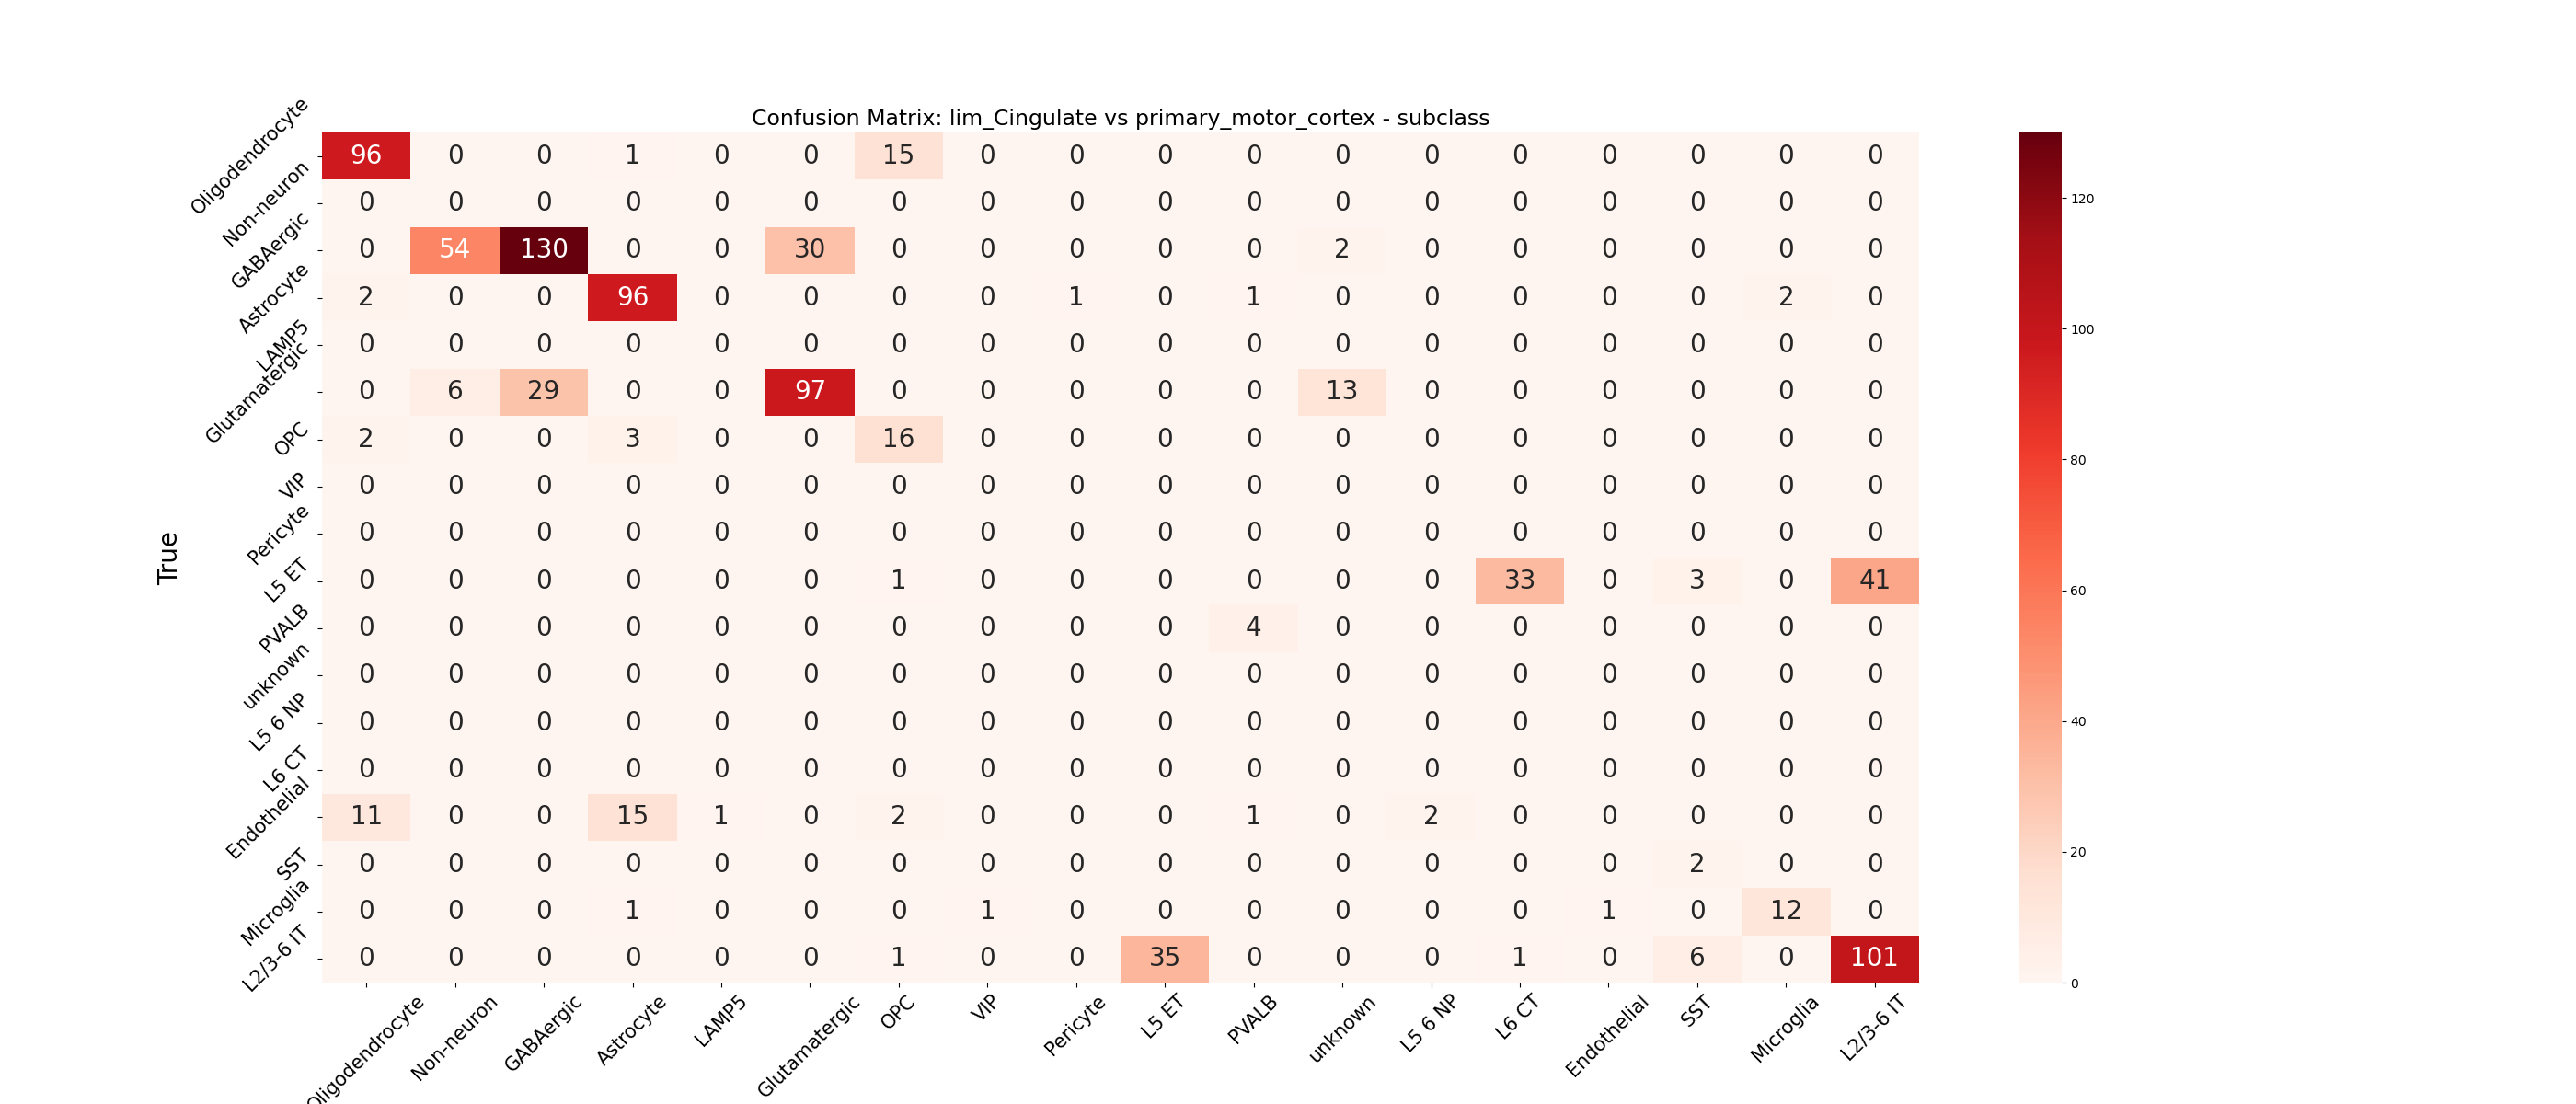 Confusion Matrix: lim_Cingulate vs primary_motor_cortex - subclass
True
Oligodendrocyte 96 0 0 1 0 0 15 0 0 0 0 0 0 0 0 0 0 0
Non-neuron 0 0 0 0 0 0 0 0 0 0 0 0 0 0 0 0 0 0
GABAergic 0 54 130 0 0 30 0 0 0 0 0 2 0 0 0 0 0 0
Astrocyte 2 0 0 96 0 0 0 0 1 0 1 0 0 0 0 0 2 0
LAMP5 0 0 0 0 0 0 0 0 0 0 0 0 0 0 0 0 0 0
Glutamatergic 0 6 29 0 0 97 0 0 0 0 0 13 0 0 0 0 0 0
OPC 2 0 0 3 0 0 16 0 0 0 0 0 0 0 0 0 0 0
VIP 0 0 0 0 0 0 0 0 0 0 0 0 0 0 0 0 0 0
Pericyte 0 0 0 0 0 0 0 0 0 0 0 0 0 0 0 0 0 0
L5 ET 0 0 0 0 0 0 1 0 0 0 0 0 0 33 0 3 0 41
PVALB 0 0 0 0 0 0 0 0 0 0 4 0 0 0 0 0 0 0
unknown 0 0 0 0 0 0 0 0 0 0 0 0 0 0 0 0 0 0
L5 6 NP 0 0 0 0 0 0 0 0 0 0 0 0 0 0 0 0 0 0
L6 CT 0 0 0 0 0 0 0 0 0 0 0 0 0 0 0 0 0 0
Endothelial 11 0 0 15 1 0 2 0 0 0 1 0 2 0 0 0 0 0
SST 0 0 0 0 0 0 0 0 0 0 0 0 0 0 0 2 0 0
Microglia 0 0 0 1 0 0 0 1 0 0 0 0 0 0 1 0 12 0
L2/3-6 IT 0 0 0 0 0 0 1 0 0 35 0 0 0 1 0 6 0 101
Oligodendrocyte Non-neuron GABAergic Astrocyte LAMP5 Glutamatergic OPC VIP Pericyte L5 ET PVALB unknown L5 6 NP L6 CT Endothelial SST Microglia L2/3-6 IT
120
100
80
60
40
20
0